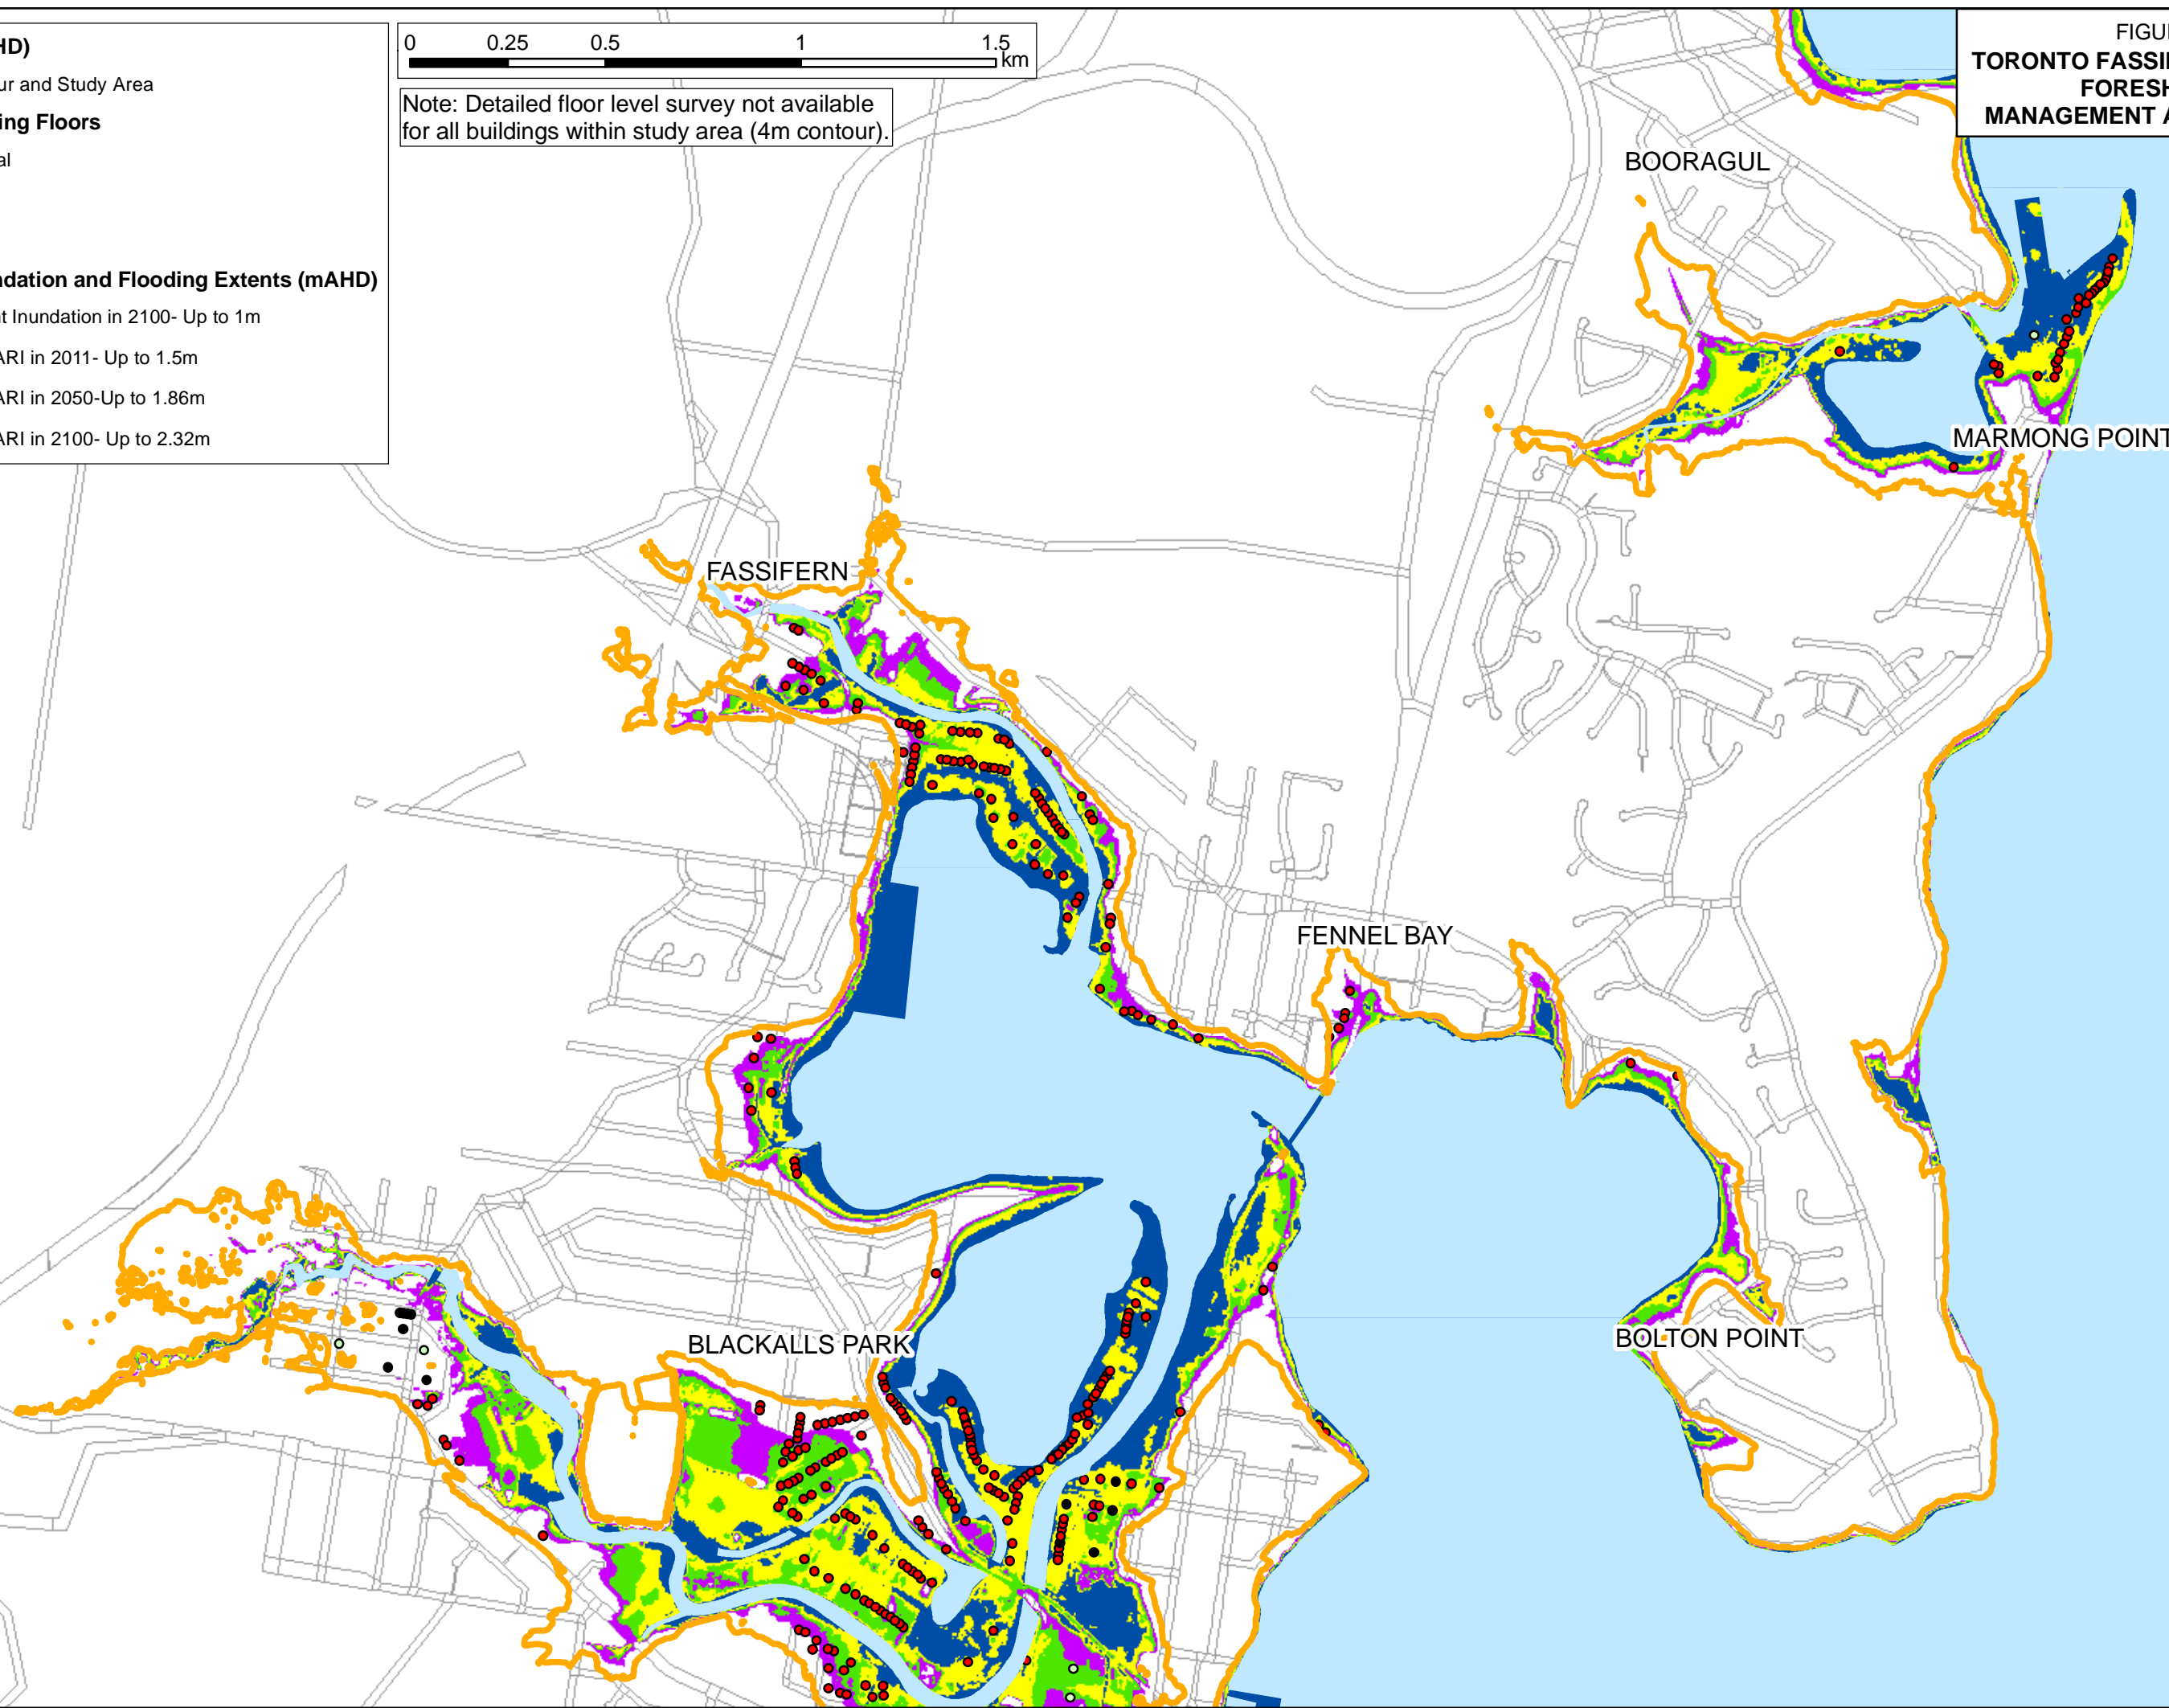 ur and Study Area
ing Floors
ndation and Flooding Extents (mAHD)
t Inundation in 2100- Up to 1m
ARI in 2011- Up to 1.5m
ARI in 2050-Up to 1.86m
ARI in 2100- Up to 2.32m
0 0.25 0.5 1 1.5
km
Note: Detailed floor level survey not available
for all buildings within study area (4m contour).
FIGU
TORONTO FASSI
FORESH
MANAGEMENT A
BOORAGUL
MARMONG POINT
FASSIFERN
FENNEL BAY
BLACKALLS PARK
BOLTON POINT